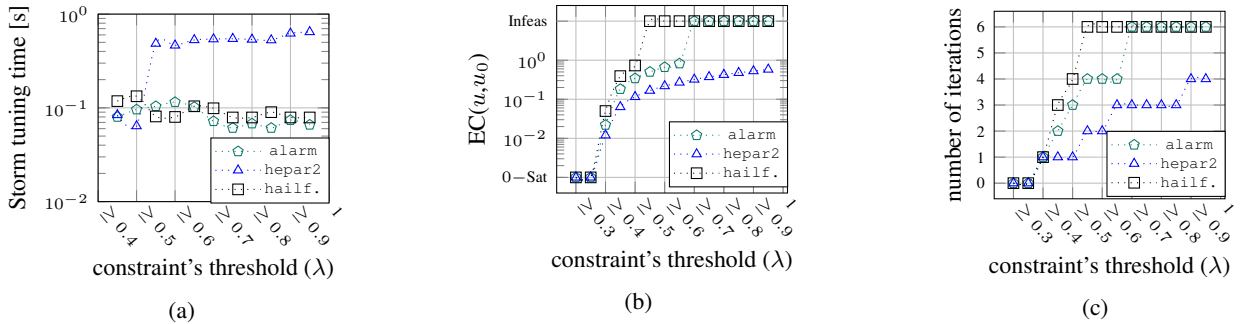 Storm tuning time [s]
10⁰
10⁻¹
10⁻²
alarm
hepar2
hailf.
≥ 0.4
≥ 0.5
≥ 0.6
≥ 0.7
≥ 0.8
≥ 0.9
1
constraint's threshold (λ)
(a)
EC(u,u₀)
Infeas
10⁰
10⁻¹
10⁻²
0−Sat
alarm
hepar2
hailf.
≥ 0.3
≥ 0.4
≥ 0.5
≥ 0.6
≥ 0.7
≥ 0.8
≥ 0.9
1
constraint's threshold (λ)
(b)
number of iterations
6
5
4
3
2
1
0
alarm
hepar2
hailf.
≥ 0.3
≥ 0.4
≥ 0.5
≥ 0.6
≥ 0.7
≥ 0.8
≥ 0.9
1
constraint's threshold (λ)
(c)